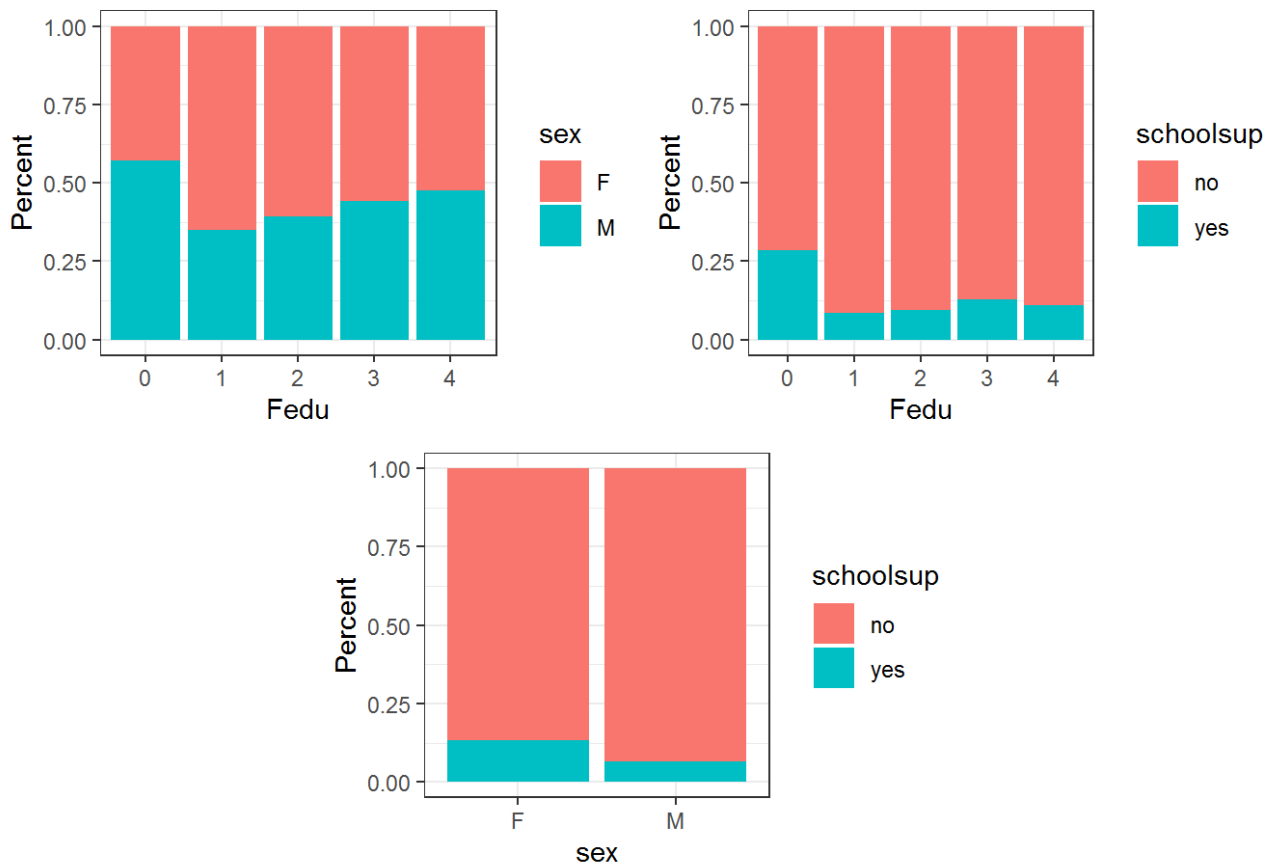 1.00
0.75
0.50
0.25
0.00
Percent
0 1 2 3 4
Fedu
sex
F
M
1.00
0.75
0.50
0.25
0.00
Percent
0 1 2 3 4
Fedu
schoolsup
no
yes
1.00
0.75
0.50
0.25
0.00
Percent
F M
sex
schoolsup
no
yes